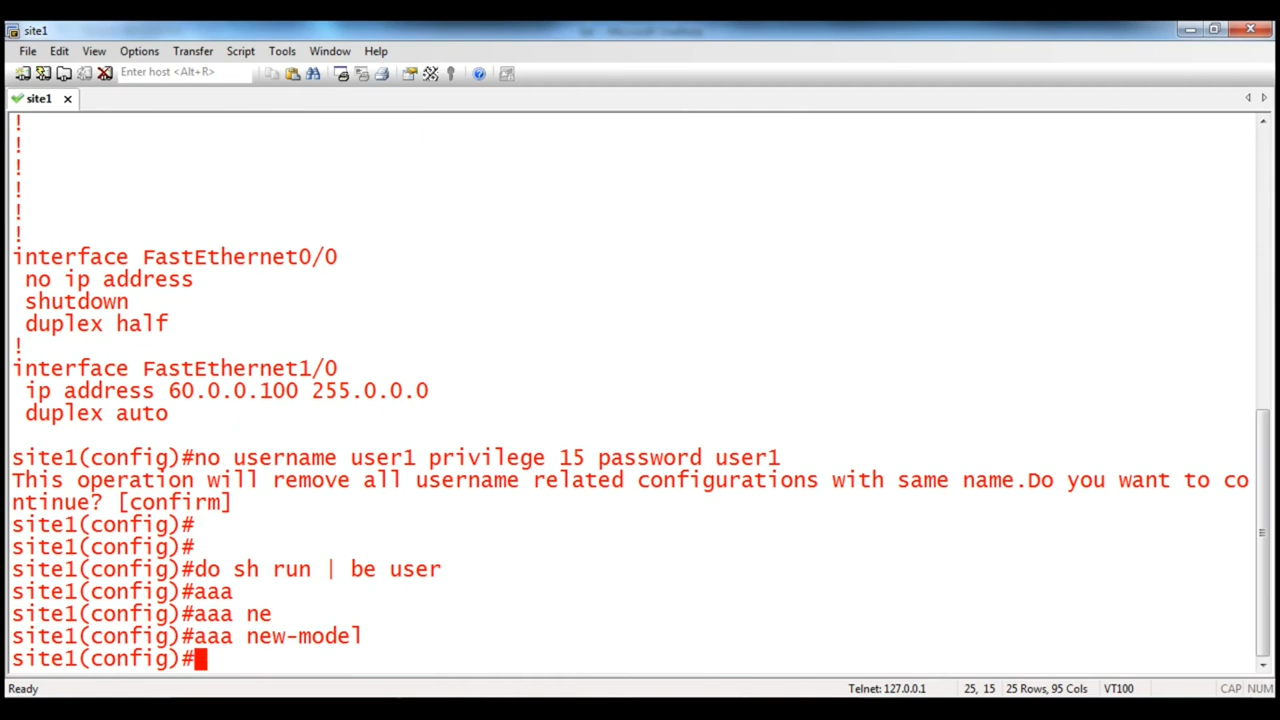 site1
File Edit View Options Transfer Script Tools Window Help
Enter host <Alt+R>
site1
!
!
!
!
!
!
interface FastEthernet0/0
no ip address
shutdown
duplex half
!
interface FastEthernet1/0
ip address 60.0.0.100 255.0.0.0
duplex auto
site1(config)#no username user1 privilege 15 password user1
This operation will remove all username related configurations with same name.Do you want to co
ntinue? [confirm]
site1(config)#
site1(config)#
site1(config)#do sh run | be user
site1(config)#aaa
site1(config)#aaa ne
site1(config)#aaa new-model
site1(config)#
Ready Telnet: 127.0.0.1 25, 15 25 Rows, 95 Cols VT100 CAP NUM